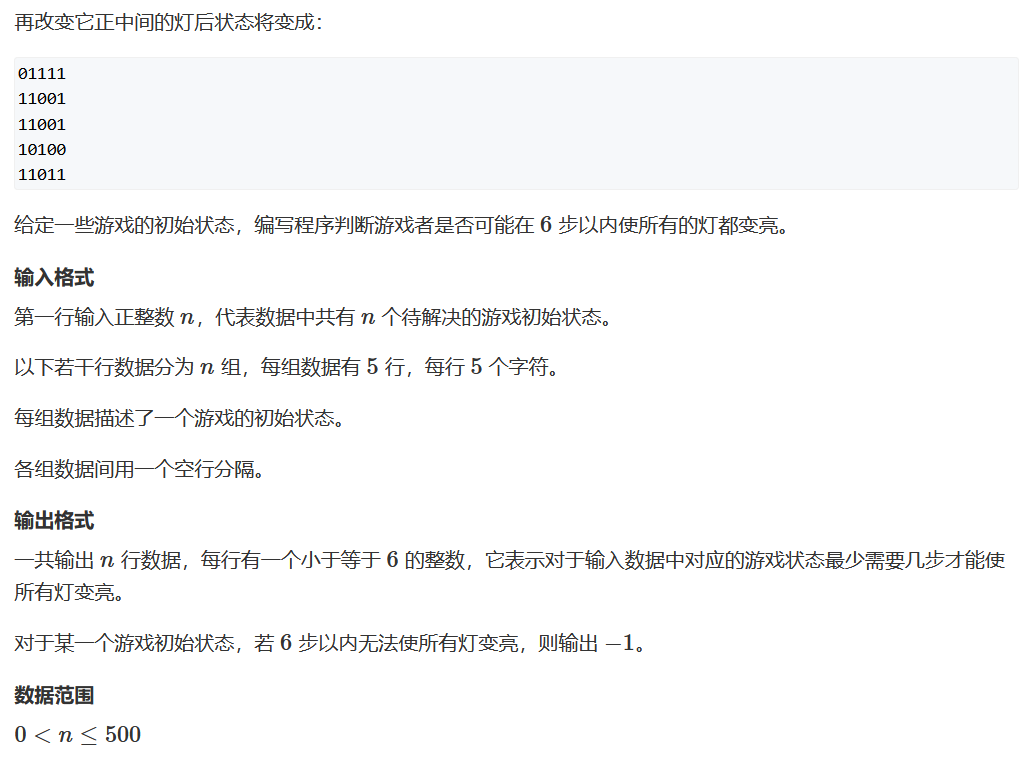 再改变它正中间的灯后状态将变成：
01111
11001
11001
10100
11011
给定一些游戏的初始状态，编写程序判断游戏者是否可能在 6 步以内使所有的灯都变亮。
输入格式
第一行输入正整数 n，代表数据中共有 n 个待解决的游戏初始状态。
以下若干行数据分为 n 组，每组数据有 5 行，每行 5 个字符。
每组数据描述了一个游戏的初始状态。
各组数据间用一个空行分隔。
输出格式
一共输出 n 行数据，每行有一个小于等于 6 的整数，它表示对于输入数据中对应的游戏状态最少需要几步才能使
所有灯变亮。
对于某一个游戏初始状态，若 6 步以内无法使所有灯变亮，则输出 −1。
数据范围
0 < n ≤ 500